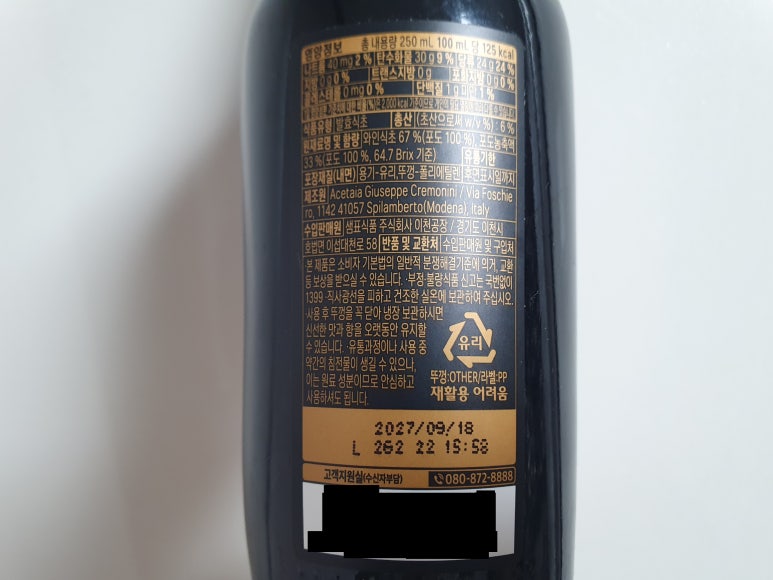 영양정보 총 내용량 250 mL 100 mL 당 125 kcal
나트륨 40 mg 2 % 탄수화물 30 g 9 % 당류 24 g 24 %
지방 0 g 0 % 트랜스지방 0 g 포화지방 0 g 0 %
콜레스테롤 0 mg 0 % 단백질 1 g 미만 1 %
식품유형 발효식초 총산 (초산으로써 w/v %) : 6 %
원재료명 및 함량 와인식초 67 % (포도 100 %), 포도농축액
33 % (포도 100 %, 64.7 Brix 기준) 유통기한
포장재질(내면) 용기-유리, 뚜껑-폴리에틸렌 후면표시일까지
제조원 Acetaia Giuseppe Cremonini / Via Foschie
ro, 1142 41057 Spilamberto(Modena), Italy
수입판매원 샘표식품 주식회사 이천공장 / 경기도 이천시
호법면 이섭대천로 58 반품 및 교환처 수입판매원 및 구입처
본 제품은 소비자 기본법의 일반적 분쟁해결기준에 의거, 교환
등 보상을 받으실 수 있습니다. ·부정·불량식품 신고는 국번없이
1399 ·직사광선을 피하고 건조한 실온에 보관하여 주십시오.
·사용 후 뚜껑을 꼭 닫아 냉장 보관하시면
신선한 맛과 향을 오랫동안 유지할
수 있습니다. ·유통과정이나 사용 중
약간의 침전물이 생길 수 있으나,
이는 원료 성분이므로 안심하고
사용하셔도 됩니다.
유리
뚜껑:OTHER/라벨:PP
재활용 어려움
2027/09/18
L 262 22 15:58
고객지원실(수신자부담) 080-872-8888